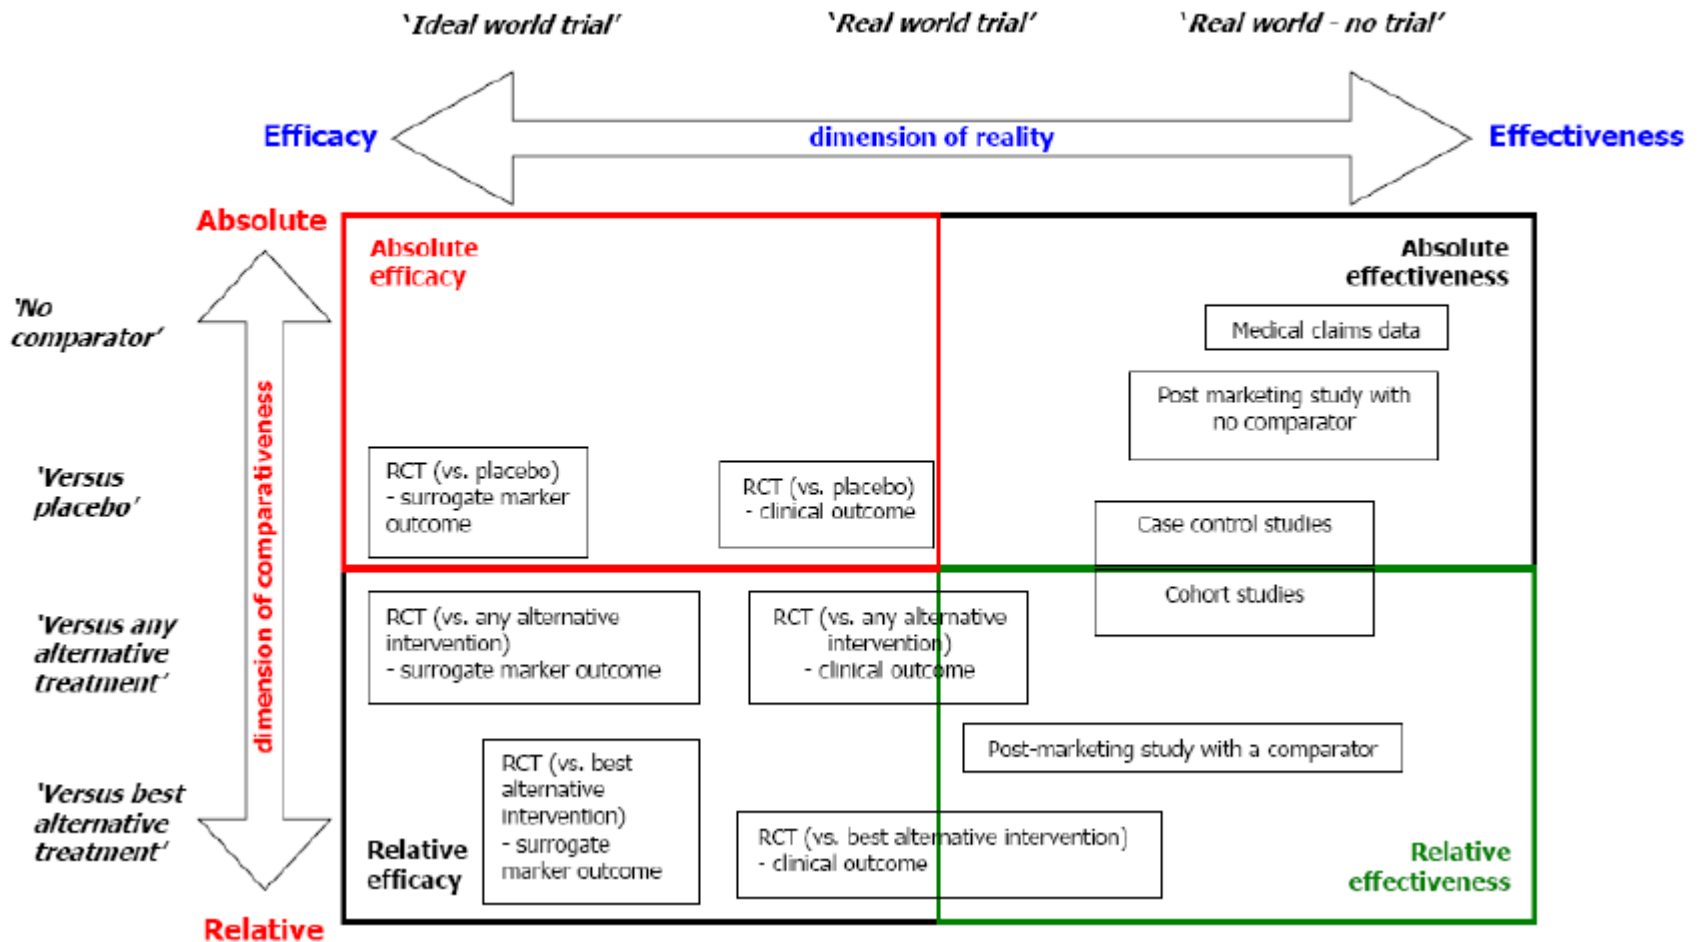 ‘Ideal world trial’
‘Real world trial’
‘Real world - no trial’
Efficacy
dimension of reality
Effectiveness
Absolute
‘No
comparator’
‘Versus
placebo’
‘Versus any
alternative
treatment’
‘Versus best
alternative
treatment’
dimension of comparativeness
Relative
Absolute
efficacy
RCT (vs. placebo)
- surrogate marker
outcome
RCT (vs. placebo)
- clinical outcome
Absolute
effectiveness
Medical claims data
Post marketing study with
no comparator
Case control studies
Cohort studies
RCT (vs. any alternative
intervention)
- surrogate marker outcome
RCT (vs. any alternative
intervention)
- clinical outcome
Post-marketing study with a comparator
RCT (vs. best
alternative
intervention)
- surrogate
marker outcome
RCT (vs. best alternative intervention)
- clinical outcome
Relative
efficacy
Relative
effectiveness